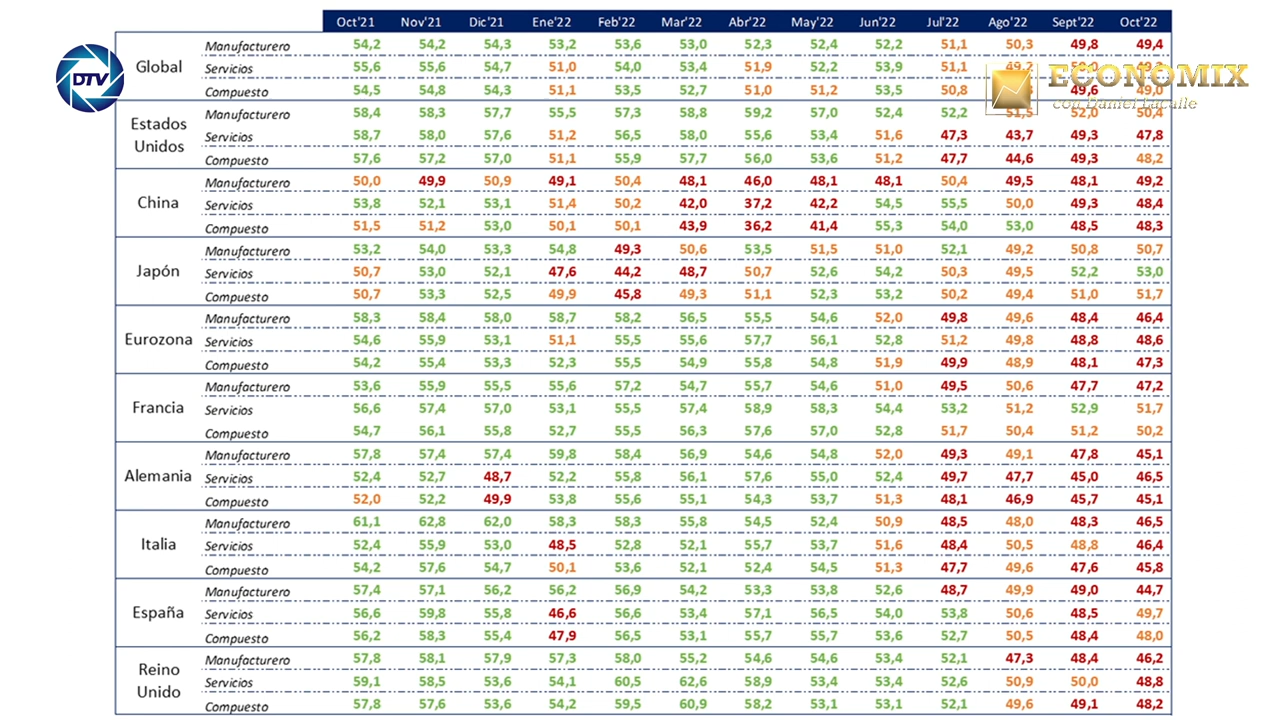 Oct'21 Nov'21 Dic'21 Ene'22 Feb'22 Mar'22 Abr'22 May'22 Jun'22 Jul'22 Ago'22 Sept'22 Oct'22
Global
Manufacturero 54,2 54,2 54,3 53,2 53,6 53,0 52,3 52,4 52,2 51,1 50,3 49,8 49,4
Servicios 55,6 55,6 54,7 51,0 54,0 53,4 51,9 52,2 53,9 51,1
Compuesto 54,5 54,8 54,3 51,1 53,5 52,7 51,0 51,2 53,5 50,8 49,6 49,0
DTV
ECONOMIX
con Daniel Lacalle
Estados Unidos
Manufacturero 58,4 58,3 57,7 55,5 57,3 58,8 59,2 57,0 52,4 52,2 51,5 52,0 50,4
Servicios 58,7 58,0 57,6 51,2 56,5 58,0 55,6 53,4 51,6 47,3 43,7 49,3 47,8
Compuesto 57,6 57,2 57,0 51,1 55,9 57,7 56,0 53,6 51,2 47,7 44,6 49,3 48,2
China
Manufacturero 50,0 49,9 50,9 49,1 50,4 48,1 46,0 48,1 48,1 50,4 49,5 48,1 49,2
Servicios 53,8 52,1 53,1 51,4 50,2 42,0 37,2 42,2 54,5 55,5 50,0 49,3 48,4
Compuesto 51,5 51,2 53,0 50,1 50,1 43,9 36,2 41,4 55,3 54,0 53,0 48,5 48,3
Japón
Manufacturero 53,2 54,0 53,3 54,8 49,3 50,6 53,5 51,5 51,0 52,1 49,2 50,8 50,7
Servicios 50,7 53,0 52,1 47,6 44,2 48,7 50,7 52,6 54,2 50,3 49,5 52,2 53,0
Compuesto 50,7 53,3 52,5 49,9 45,8 49,3 51,1 52,3 53,2 50,2 49,4 51,0 51,7
Eurozona
Manufacturero 58,3 58,4 58,0 58,7 58,2 56,5 55,5 54,6 52,0 49,8 49,6 48,4 46,4
Servicios 54,6 55,9 53,1 51,1 55,5 55,6 57,7 56,1 52,8 51,2 49,8 48,8 48,6
Compuesto 54,2 55,4 53,3 52,3 55,5 54,9 55,8 54,8 51,9 49,9 48,9 48,1 47,3
Francia
Manufacturero 53,6 55,9 55,5 55,6 57,2 54,7 55,7 54,6 51,0 49,5 50,6 47,7 47,2
Servicios 56,6 57,4 57,0 53,1 55,5 57,4 58,9 58,3 54,4 53,2 51,2 52,9 51,7
Compuesto 54,7 56,1 55,8 52,7 55,5 56,3 57,6 57,0 52,8 51,7 50,4 51,2 50,2
Alemania
Manufacturero 57,8 57,4 57,4 59,8 58,4 56,9 54,6 54,8 52,0 49,3 49,1 47,8 45,1
Servicios 52,4 52,7 48,7 52,2 55,8 56,1 57,6 55,0 52,4 49,7 47,7 45,0 46,5
Compuesto 52,0 52,2 49,9 53,8 55,6 55,1 54,3 53,7 51,3 48,1 46,9 45,7 45,1
Italia
Manufacturero 61,1 62,8 62,0 58,3 58,3 55,8 54,5 52,4 50,9 48,5 48,0 48,3 46,5
Servicios 52,4 55,9 53,0 48,5 52,8 52,1 55,7 53,7 51,6 48,4 50,5 48,8 46,4
Compuesto 54,2 57,6 54,7 50,1 53,6 52,1 52,4 54,5 51,3 47,7 49,6 47,6 45,8
España
Manufacturero 57,4 57,1 56,2 56,2 56,9 54,2 53,3 53,8 52,6 48,7 49,9 49,0 44,7
Servicios 56,6 59,8 55,8 46,6 56,6 53,4 57,1 56,5 54,0 53,8 50,6 48,5 49,7
Compuesto 56,2 58,3 55,4 47,9 56,5 53,1 55,7 55,7 53,6 52,7 50,5 48,4 48,0
Reino Unido
Manufacturero 57,8 58,1 57,9 57,3 58,0 55,2 54,6 54,6 53,4 52,1 47,3 48,4 46,2
Servicios 59,1 58,5 53,6 54,1 60,5 62,6 58,9 53,4 53,4 52,6 50,9 50,0 48,8
Compuesto 57,8 57,6 53,6 54,2 59,5 60,9 58,2 53,1 53,1 52,1 49,6 49,1 48,2